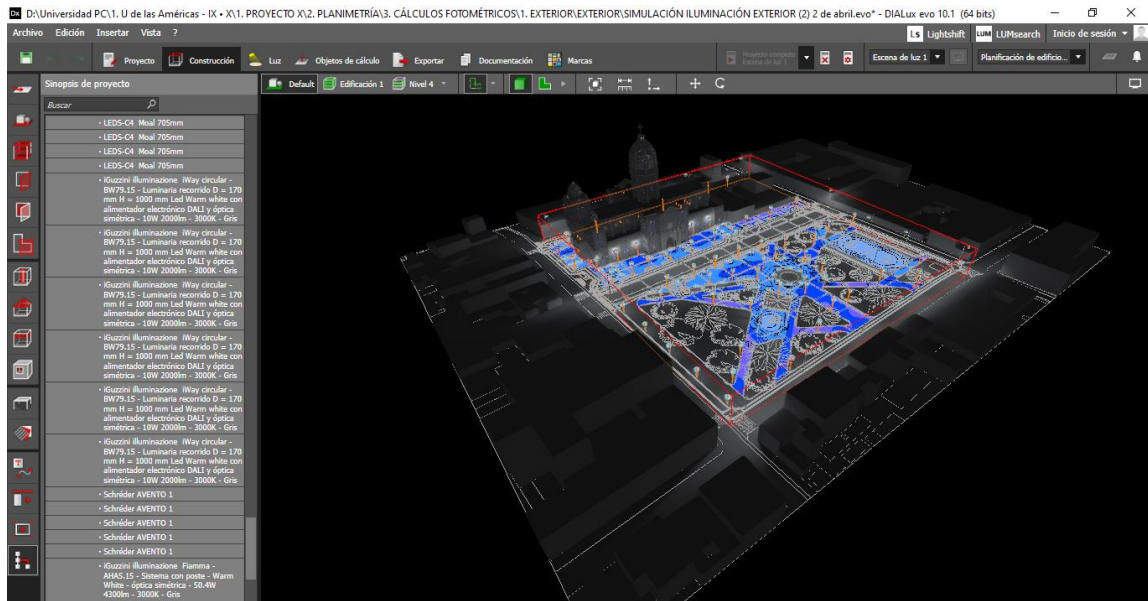 D:\Universidad PC\1. U de las Américas - IX • X\1. PROYECTO X\2. PLANIMETRÍA\3. CÁLCULOS FOTOMÉTRICOS\1. EXTERIOR\EXTERIOR\SIMULACIÓN ILUMINACIÓN EXTERIOR (2) 2 de abril.evo* - DIALux evo 10.1 (64 bits)
Archivo Edición Insertar Vista ? Ls Lightshift LUM LUMsearch Inicio de sesión
Proyecto Construcción Luz Objetos de cálculo Exportar Documentación Marcas Proyecto completo Escena de luz 1 Planificación de edificio...
Escena de luz 1
Sinopsis de proyecto Default Edificación 1 Nivel 4
Buscar
• LEDS-C4 Moal 705mm
• LEDS-C4 Moal 705mm
• LEDS-C4 Moal 705mm
• LEDS-C4 Moal 705mm
• iGuzzini illuminazione iWay circular -
BW79.15 - Luminaria recorrido D = 170
mm H = 1000 mm Led Warm white con
alimentador electrónico DALI y óptica
simétrica - 10W 2000lm - 3000K - Gris
• iGuzzini illuminazione iWay circular -
BW79.15 - Luminaria recorrido D = 170
mm H = 1000 mm Led Warm white con
alimentador electrónico DALI y óptica
simétrica - 10W 2000lm - 3000K - Gris
• iGuzzini illuminazione iWay circular -
BW79.15 - Luminaria recorrido D = 170
mm H = 1000 mm Led Warm white con
alimentador electrónico DALI y óptica
simétrica - 10W 2000lm - 3000K - Gris
• iGuzzini illuminazione iWay circular -
BW79.15 - Luminaria recorrido D = 170
mm H = 1000 mm Led Warm white con
alimentador electrónico DALI y óptica
simétrica - 10W 2000lm - 3000K - Gris
• iGuzzini illuminazione iWay circular -
BW79.15 - Luminaria recorrido D = 170
mm H = 1000 mm Led Warm white con
alimentador electrónico DALI y óptica
simétrica - 10W 2000lm - 3000K - Gris
• iGuzzini illuminazione iWay circular -
BW79.15 - Luminaria recorrido D = 170
mm H = 1000 mm Led Warm white con
alimentador electrónico DALI y óptica
simétrica - 10W 2000lm - 3000K - Gris
• Schréder AVENTO 1
• Schréder AVENTO 1
• Schréder AVENTO 1
• Schréder AVENTO 1
• Schréder AVENTO 1
• iGuzzini illuminazione Fiamma -
AHA5.15 - Sistema con poste - Warm
White - óptica simétrica - 50.4W
4300lm - 3000K - Gris